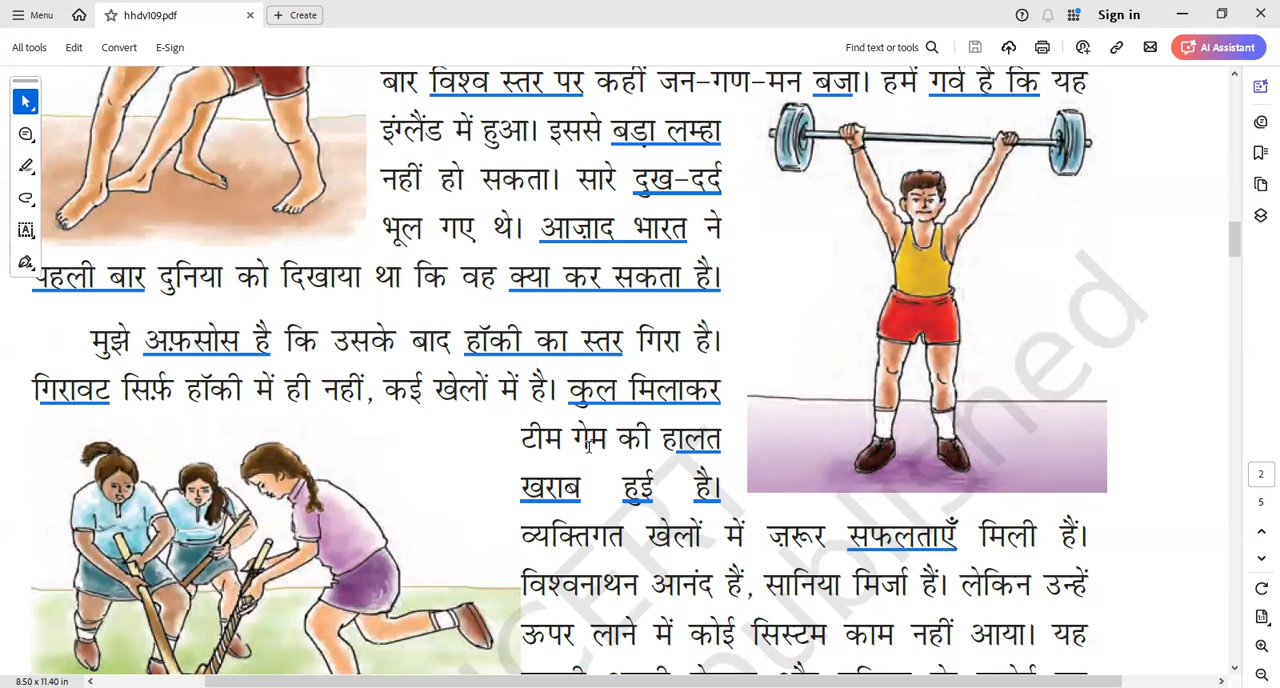 Menu
hhdv109.pdf
Create
Sign in
All tools
Edit
Convert
E-Sign
Find text or tools
AI Assistant
बार विश्व स्तर पर कहीं जन-गण-मन बजा। हमें गर्व है कि यह
इंग्लैंड में हुआ। इससे बड़ा लम्हा
नहीं हो सकता। सारे दुख-दर्द
भूल गए थे। आज़ाद भारत ने
पहली बार दुनिया को दिखाया था कि वह क्या कर सकता है।
मुझे अफ़सोस है कि उसके बाद हॉकी का स्तर गिरा है।
गिरावट सिर्फ़ हॉकी में ही नहीं, कई खेलों में है। कुल मिलाकर
टीम गेम की हालत
खराब हुई है।
व्यक्तिगत खेलों में ज़रूर सफलताएँ मिली हैं।
विश्वनाथन आनंद हैं, सानिया मिर्जा हैं। लेकिन उन्हें
ऊपर लाने में कोई सिस्टम काम नहीं आया। यह
2
5
8.50 x 11.40 in
published